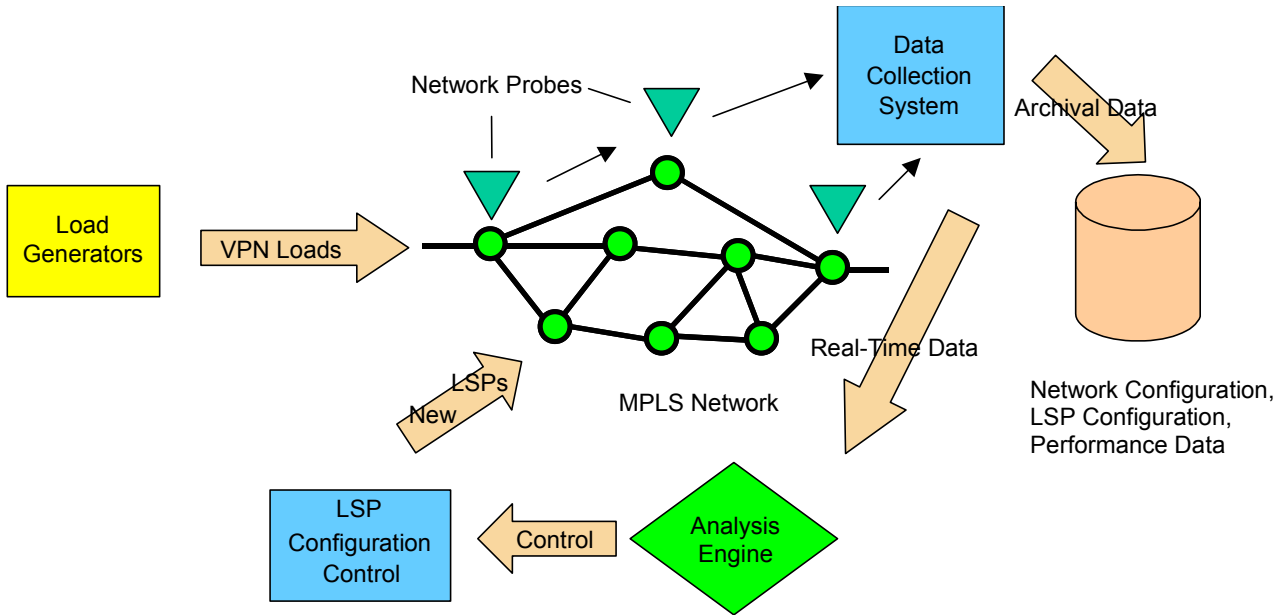 Data
Collection
System
Network Probes
Archival Data
Load
Generators
VPN Loads
Real-Time Data
LSPs
New
MPLS Network
Network Configuration,
LSP Configuration,
Performance Data
LSP
Configuration
Control
Control
Analysis
Engine